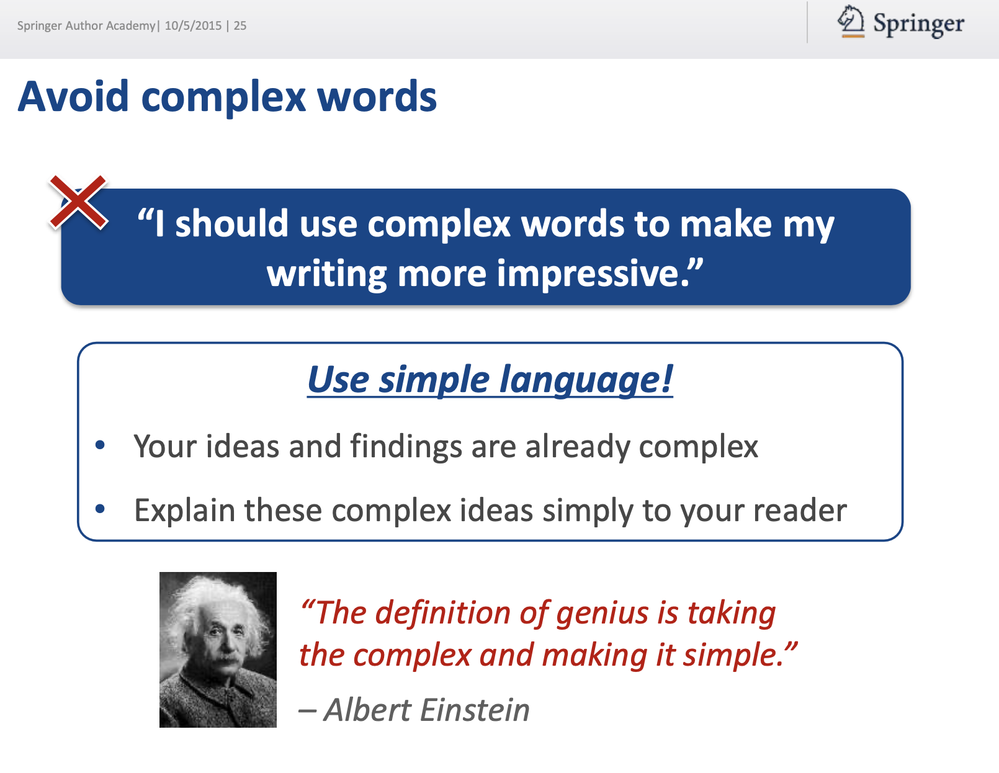 Springer Author Academy| 10/5/2015 | 25
Springer
Avoid complex words
“I should use complex words to make my
writing more impressive.”
Use simple language!
• Your ideas and findings are already complex
• Explain these complex ideas simply to your reader
“The definition of genius is taking
the complex and making it simple.”
– Albert Einstein